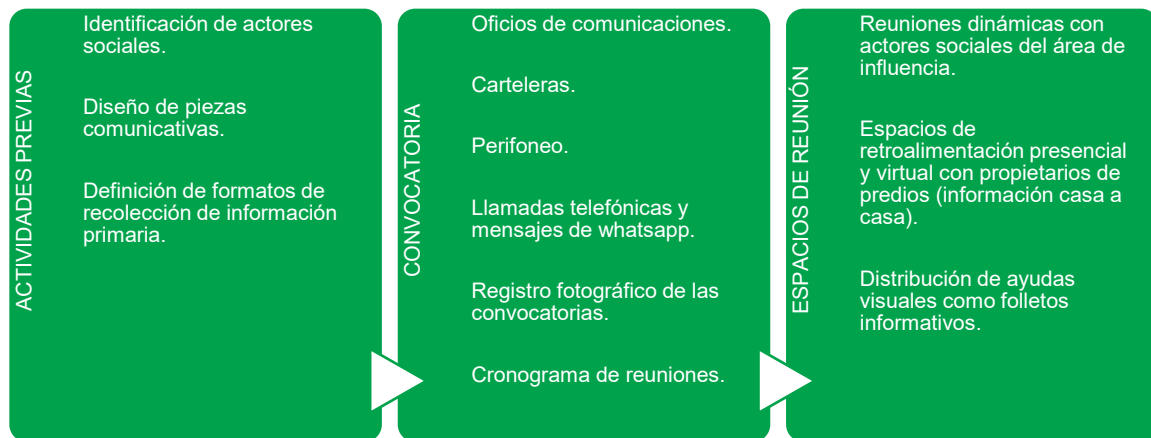 ACTIVIDADES PREVIAS
Identificación de actores
sociales.
Diseño de piezas
comunicativas.
Definición de formatos de
recolección de información
primaria.
CONVOCATORIA
Oficios de comunicaciones.
Carteleras.
Perifoneo.
Llamadas telefónicas y
mensajes de whatsapp.
Registro fotográfico de las
convocatorias.
Cronograma de reuniones.
ESPACIOS DE REUNIÓN
Reuniones dinámicas con
actores sociales del área de
influencia.
Espacios de
retroalimentación presencial
y virtual con propietarios de
predios (información casa a
casa).
Distribución de ayudas
visuales como folletos
informativos.